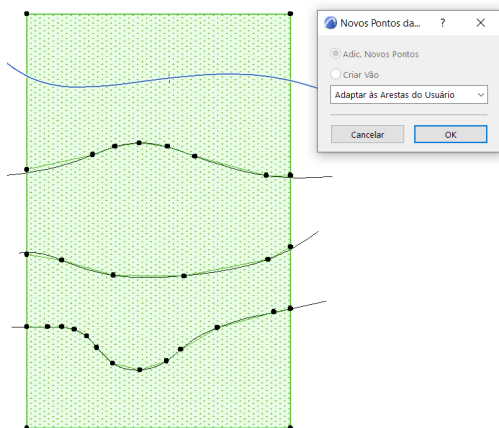 Novos Pontos da...
Adic. Novos Pontos
Criar Vão
Adaptar às Arestas do Usuário
Cancelar
OK